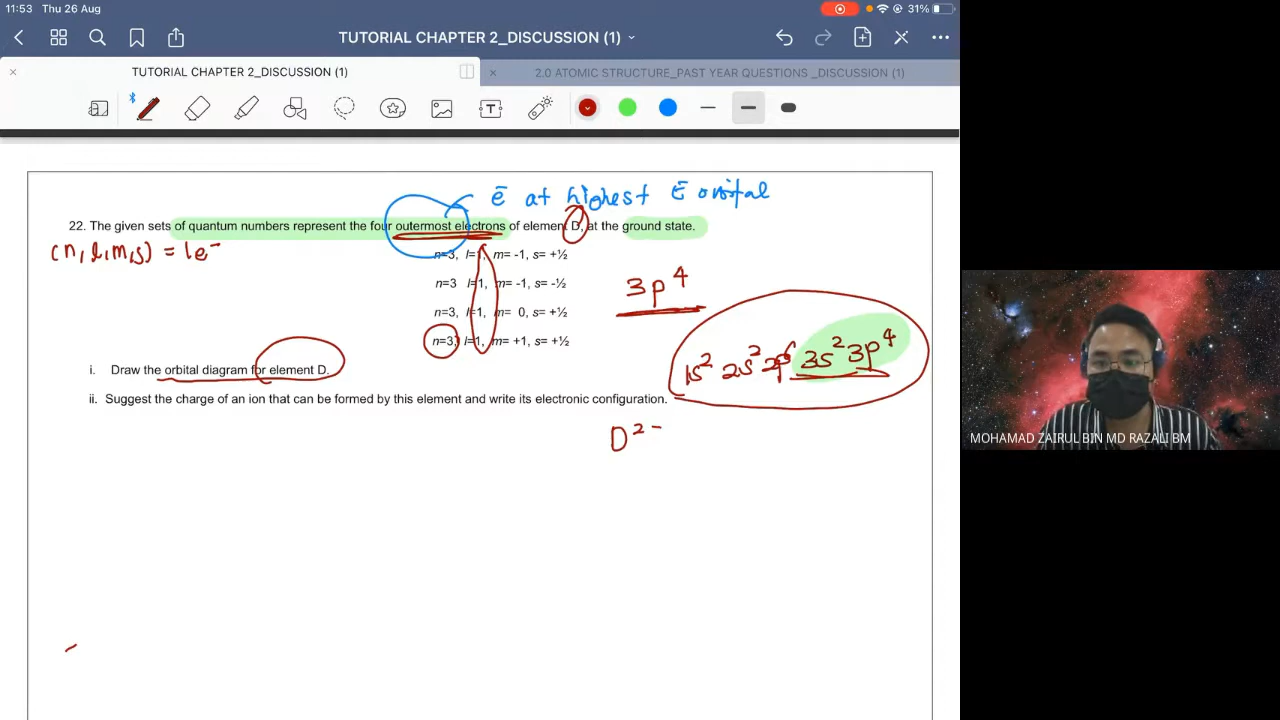 11:53 Thu 26 Aug
31%
TUTORIAL CHAPTER 2_DISCUSSION (1)
TUTORIAL CHAPTER 2_DISCUSSION (1)
2.0 ATOMIC STRUCTURE_PAST YEAR QUESTIONS _DISCUSSION (1)
ē at highest Ē orbital
22. The given sets of quantum numbers represent the four outermost electrons of element D, at the ground state.
(n, l, m, s) = 1e⁻
n=3, l=1, m= -1, s= +½
n=3 l=1, m= -1, s= -½
3p⁴
n=3, l=1, m= 0, s= +½
n=3, l=1, m= +1, s= +½
1s² 2s² 2p⁶ 3s² 3p⁴
i. Draw the orbital diagram for element D.
ii. Suggest the charge of an ion that can be formed by this element and write its electronic configuration.
D²⁻
MOHAMAD ZAIRUL BIN MD RAZALI BM